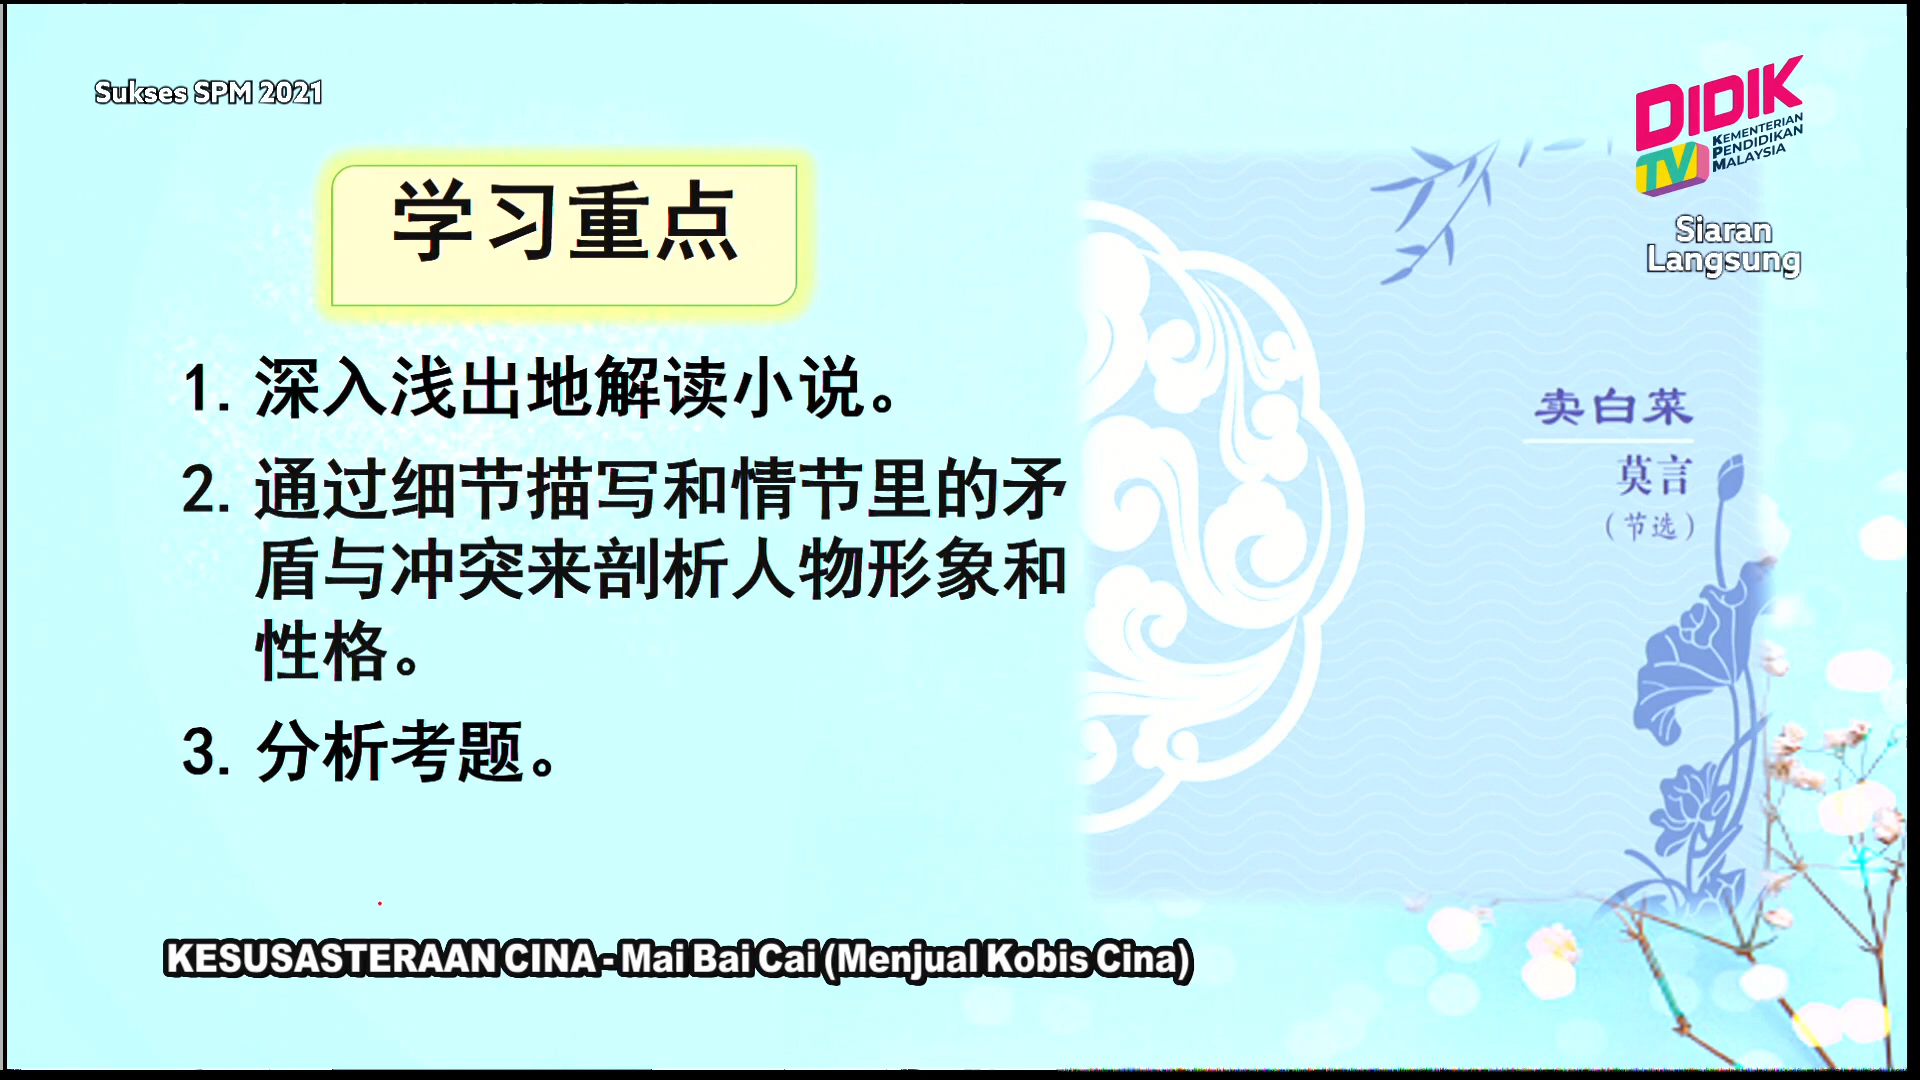 Sukses SPM 2021
DIDIK
TV
KEMENTERIAN
PENDIDIKAN
MALAYSIA
Siaran
Langsung
学习重点
1. 深入浅出地解读小说。
2. 通过细节描写和情节里的矛
盾与冲突来剖析人物形象和
性格。
3. 分析考题。
卖白菜
莫言
（节选）
KESUSASTERAAN CINA - Mai Bai Cai (Menjual Kobis Cina)